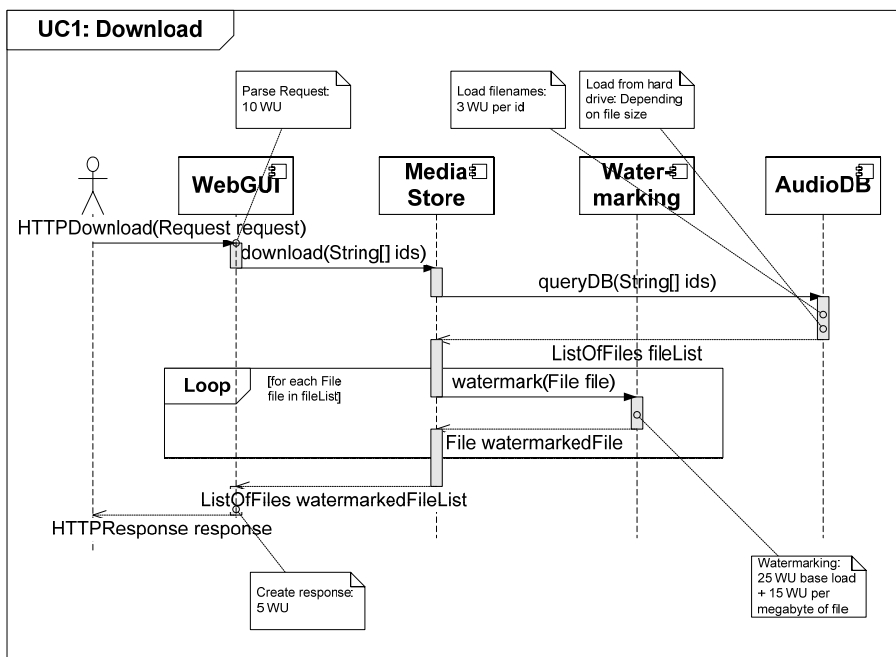 UC1: Download
Parse Request:
10 WU
Load filenames:
3 WU per id
Load from hard
drive: Depending
on file size
WebGUI
Media
Store
Water-
marking
AudioDB
HTTPDownload(Request request)
download(String[] ids)
queryDB(String[] ids)
ListOfFiles fileList
Loop
[for each File
file in fileList]
watermark(File file)
File watermarkedFile
ListOfFiles watermarkedFileList
HTTPResponse response
Create response:
5 WU
Watermarking:
25 WU base load
+ 15 WU per
megabyte of file